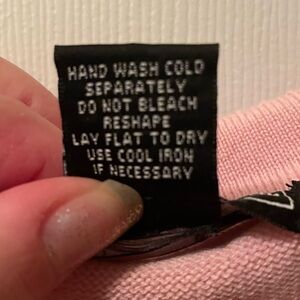 HAND WASH COLD
SEPARATELY
DO NOT BLEACH
RESHAPE
LAY FLAT TO DRY
USE COOL IRON
IF NECESSARY